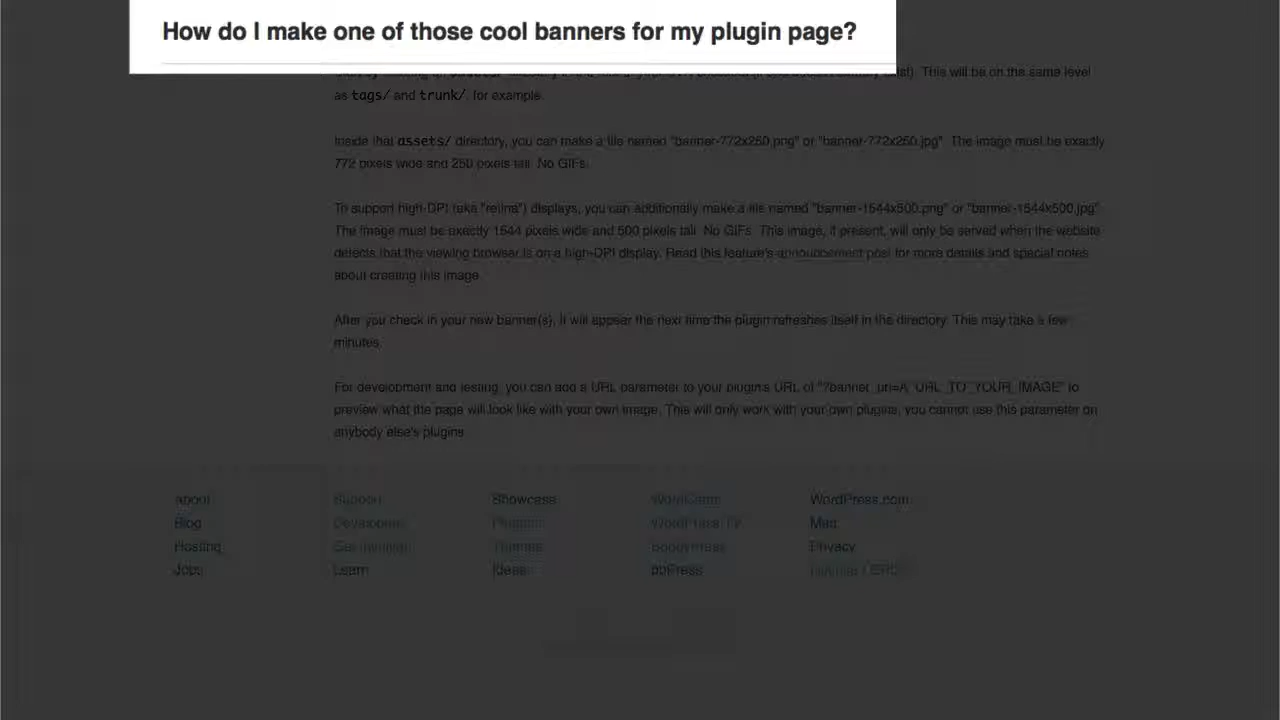 How do I make one of those cool banners for my plugin page?
This will be on the same level
as tags/ and trunk/, for example.
Inside that assets/ directory, you can make a file named "banner-772x250.png" or "banner-772x250.jpg". The image must be exactly
772 pixels wide and 250 pixels tall. No GIFs.
To support high-DPI (aka "retina") displays, you can additionally make a file named "banner-1544x500.png" or "banner-1544x500.jpg".
The image must be exactly 1544 pixels wide and 500 pixels tall. No GIFs. This image, if present, will only be served when the website
detects that the viewing browser is on a high-DPI display. Read this feature's announcement post for more details and special notes
about creating this image.
After you check in your new banner(s), it will appear the next time the plugin refreshes itself in the directory. This may take a few
minutes.
For development and testing, you can add a URL parameter to your plugin's URL of "?banner_url=A_URL_TO_YOUR_IMAGE" to
preview what the page will look like with your own image. This will only work with your own plugins, you cannot use this parameter on
anybody else's plugins.
About Support Showcase WordCamp WordPress.com
Blog Developers Plugins WordPress.TV Matt
Hosting Get Involved Themes BuddyPress Privacy
Jobs Learn Ideas bbPress